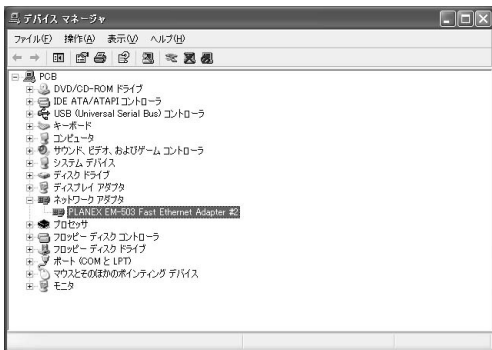 デバイス マネージャ
ファイル(F) 操作(A) 表示(V) ヘルプ(H)
PCB
DVD/CD-ROM ドライブ
IDE ATA/ATAPI コントローラ
USB (Universal Serial Bus) コントローラ
キーボード
コンピュータ
サウンド、ビデオ、およびゲーム コントローラ
システム デバイス
ディスク ドライブ
ディスプレイ アダプタ
ネットワーク アダプタ
PLANEX EM-503 Fast Ethernet Adapter #2
プロセッサ
フロッピー ディスク コントローラ
フロッピー ディスク ドライブ
ポート (COM と LPT)
マウスとそのほかのポインティング デバイス
モニタ